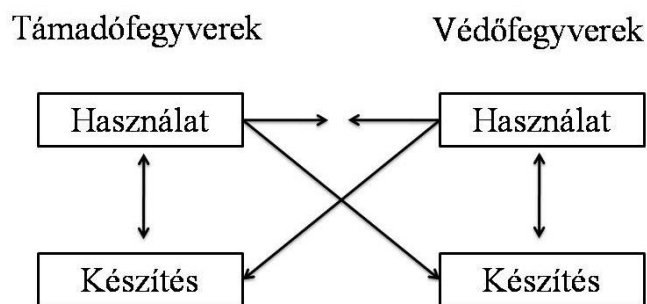 Támadófegyverek Védőfegyverek
Használat Használat
Készítés Készítés